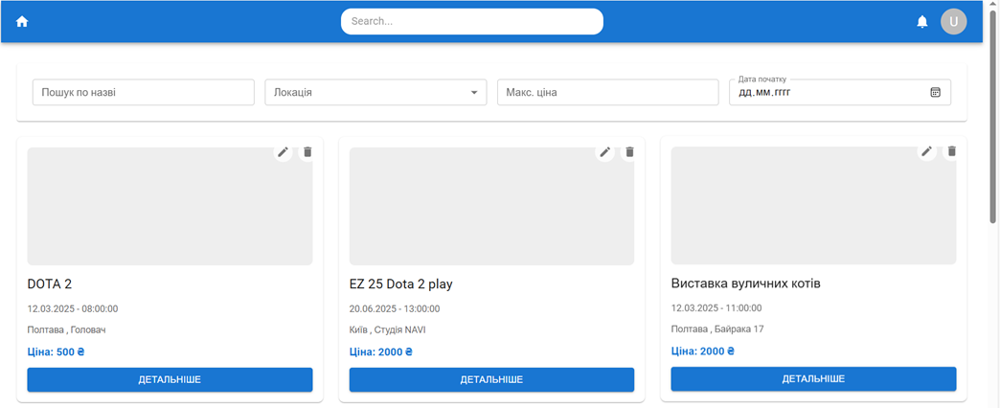 Search...
U
Пошук по назві
Локація
Макс. ціна
Дата початку
дд.мм.гггг
DOTA 2
12.03.2025 - 08:00:00
Полтава , Головач
Ціна: 500 ₴
ДЕТАЛЬНІШЕ
EZ 25 Dota 2 play
20.06.2025 - 13:00:00
Київ , Студія NAVI
Ціна: 2000 ₴
ДЕТАЛЬНІШЕ
Виставка вуличних котів
12.03.2025 - 11:00:00
Полтава , Байрака 17
Ціна: 2000 ₴
ДЕТАЛЬНІШЕ